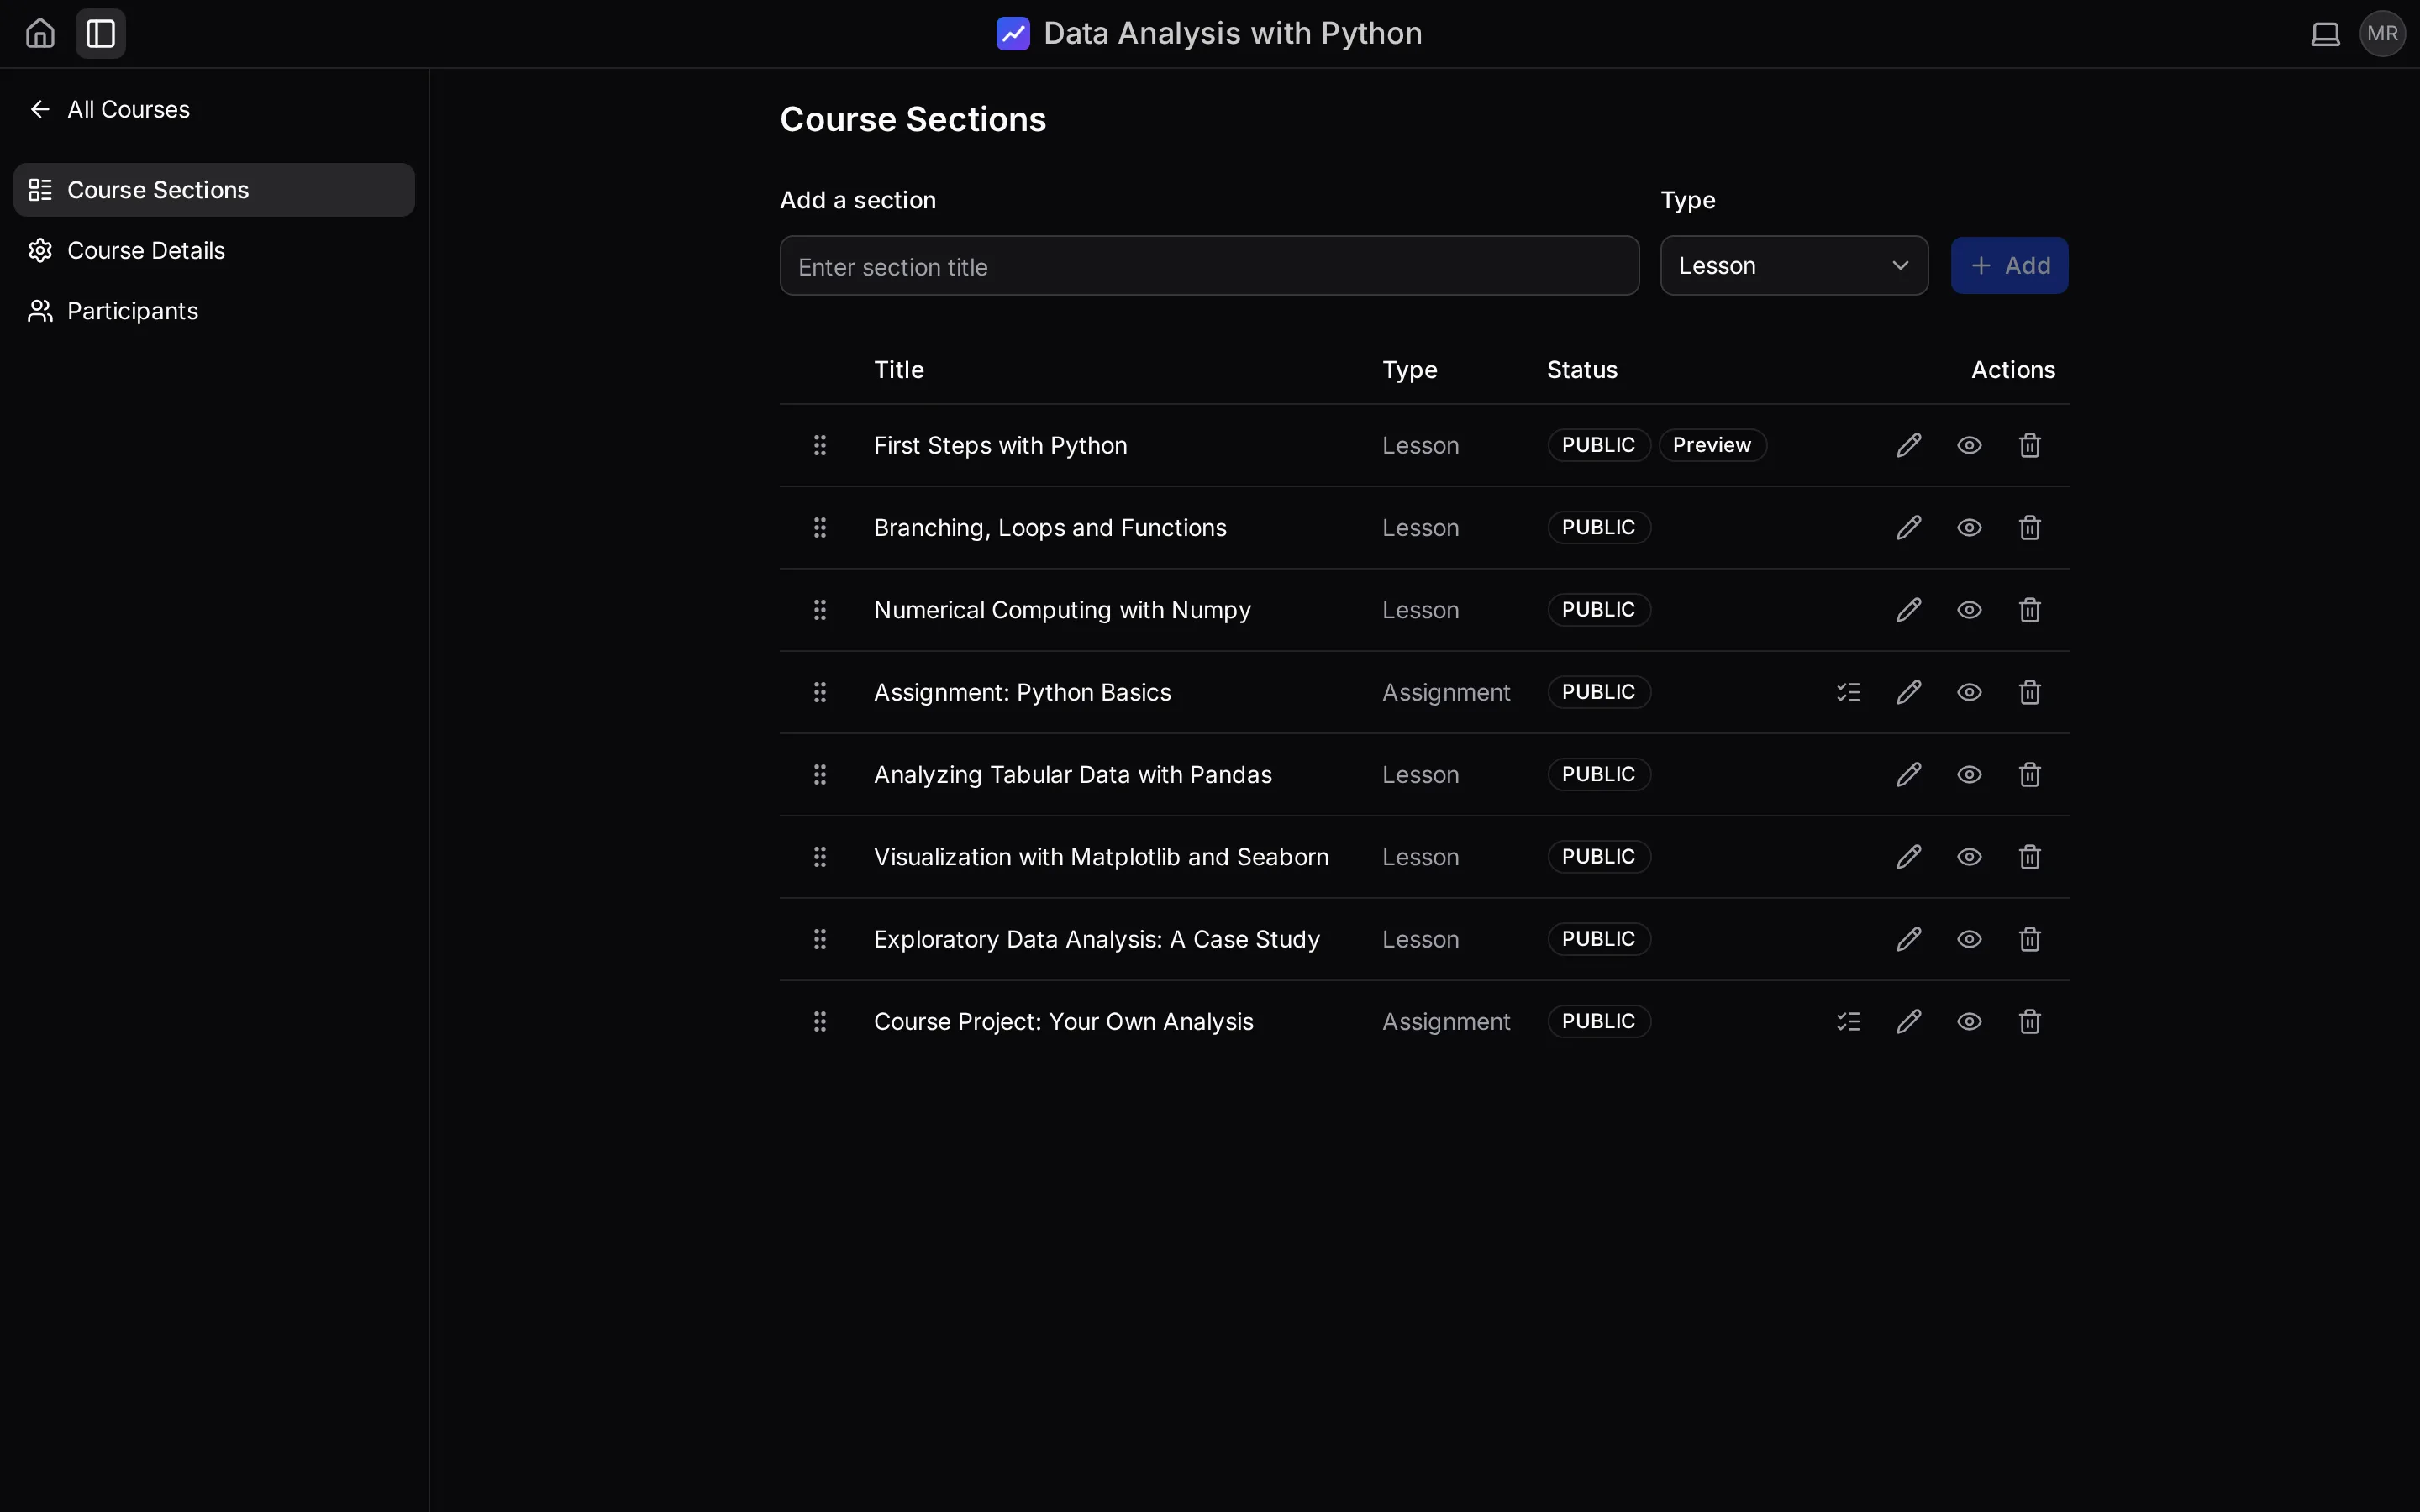 Data Analysis with Python
MR
All Courses
Course Sections
Course Details
Participants
Course Sections
Add a section
Type
Enter section title
Lesson
Add
Title Type Status Actions
First Steps with Python Lesson PUBLIC Preview
Branching, Loops and Functions Lesson PUBLIC
Numerical Computing with Numpy Lesson PUBLIC
Assignment: Python Basics Assignment PUBLIC
Analyzing Tabular Data with Pandas Lesson PUBLIC
Visualization with Matplotlib and Seaborn Lesson PUBLIC
Exploratory Data Analysis: A Case Study Lesson PUBLIC
Course Project: Your Own Analysis Assignment PUBLIC